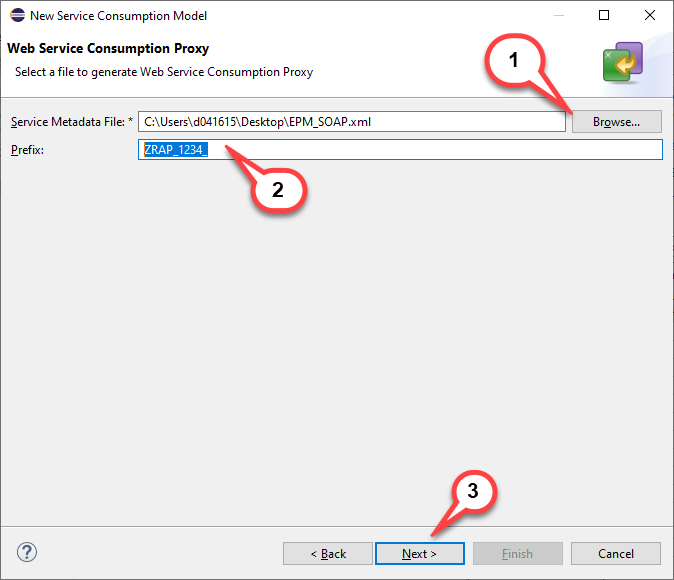 New Service Consumption Model
Web Service Consumption Proxy
Select a file to generate Web Service Consumption Proxy
1
Service Metadata File: * C:\Users\d041615\Desktop\EPM_SOAP.xml Browse...
Prefix: ZRAP_1234_
2
3
? < Back Next > Finish Cancel